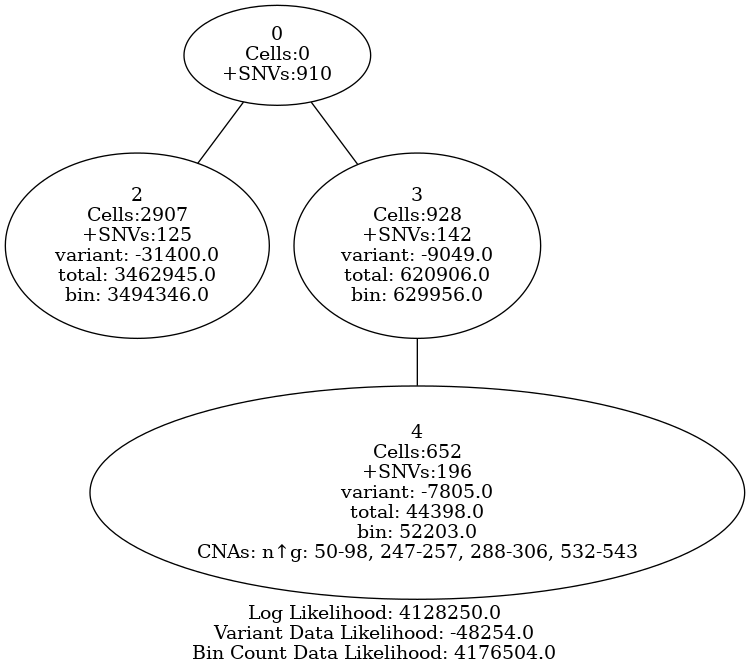 0
Cells:0
+SNVs:910
2
Cells:2907
+SNVs:125
variant: -31400.0
total: 3462945.0
bin: 3494346.0
3
Cells:928
+SNVs:142
variant: -9049.0
total: 620906.0
bin: 629956.0
4
Cells:652
+SNVs:196
variant: -7805.0
total: 44398.0
bin: 52203.0
CNAs: n↑g: 50-98, 247-257, 288-306, 532-543
Log Likelihood: 4128250.0
Variant Data Likelihood: -48254.0
Bin Count Data Likelihood: 4176504.0